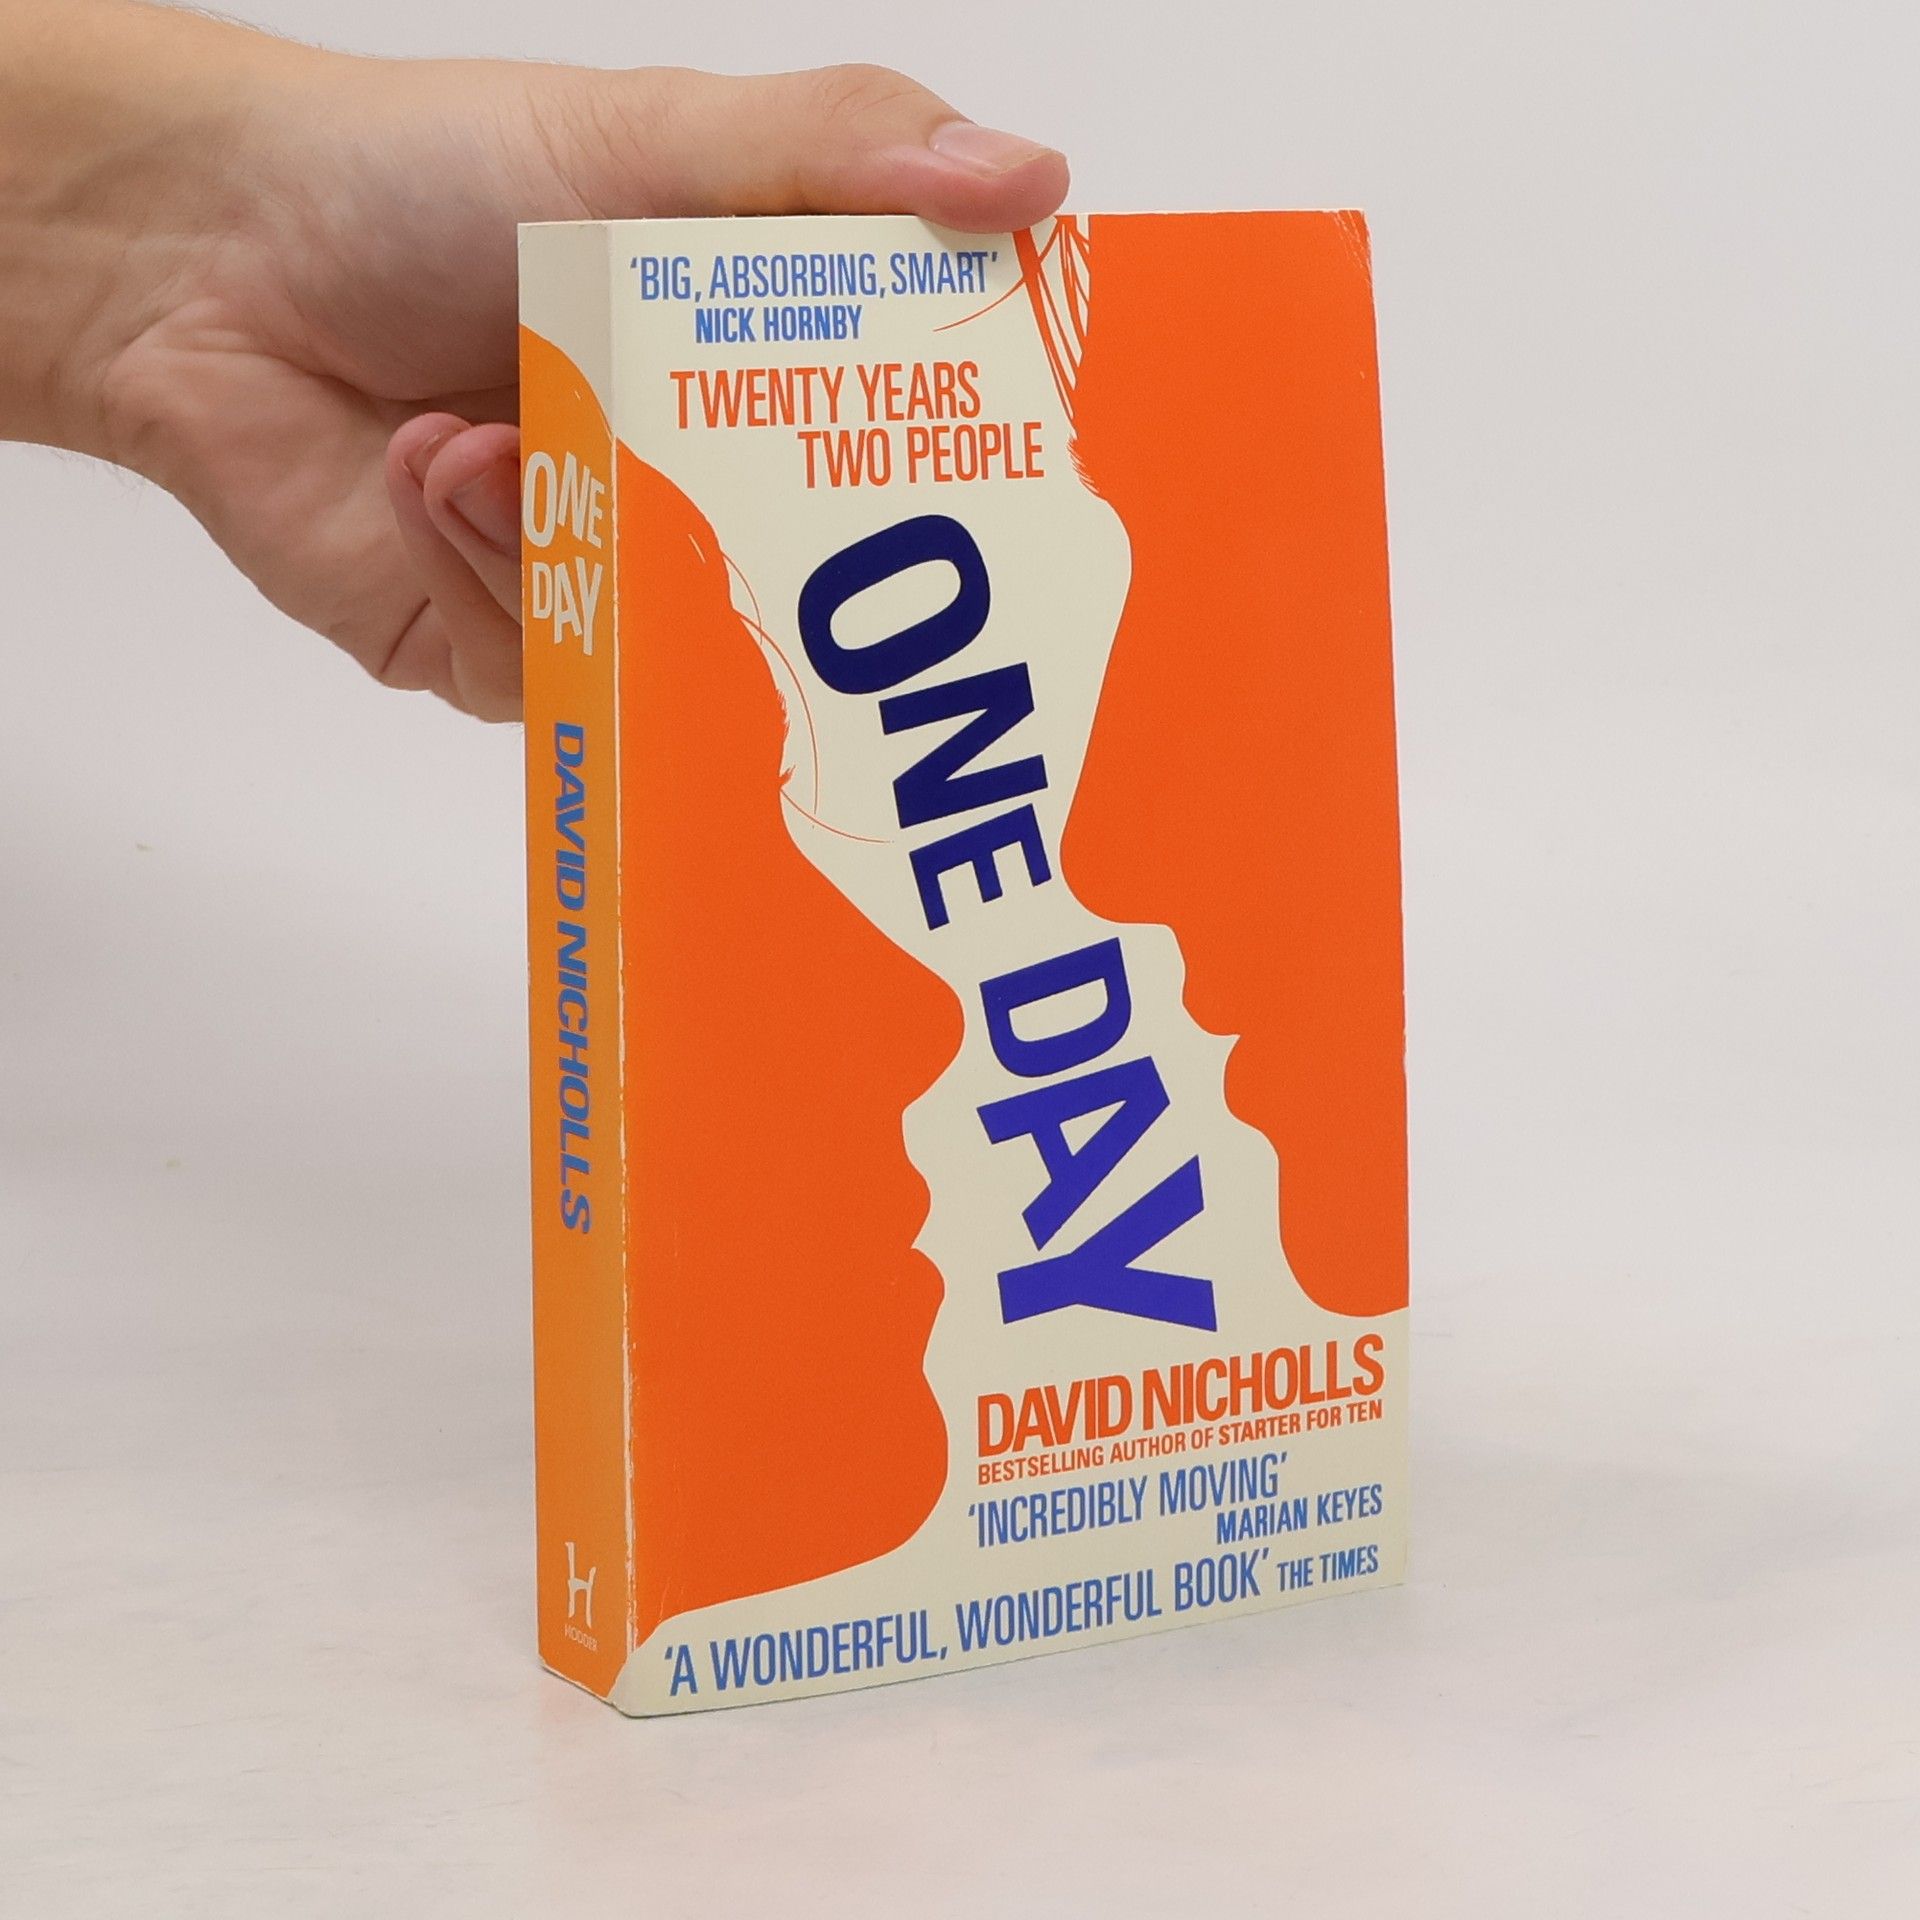 'BIG, ABSORBING, SMART'
NICK HORNBY
TWENTY YEARS
TWO PEOPLE
ONE DAY
DAVID NICHOLLS
BESTSELLING AUTHOR OF STARTER FOR TEN
'INCREDIBLY MOVING'
MARIAN KEYES
'A WONDERFUL, WONDERFUL BOOK' THE TIMES
ONE
DAY
DAVID NICHOLLS
H
HODDER